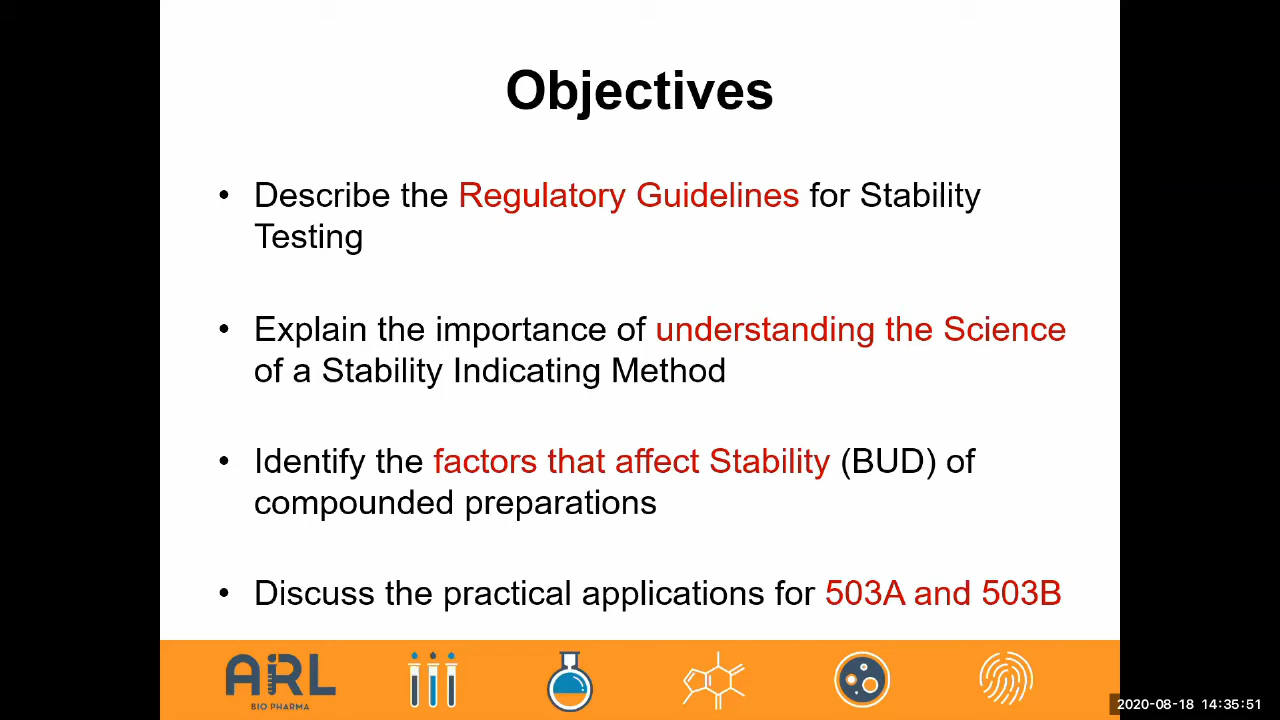 Objectives
• Describe the Regulatory Guidelines for Stability
Testing
• Explain the importance of understanding the Science
of a Stability Indicating Method
• Identify the factors that affect Stability (BUD) of
compounded preparations
• Discuss the practical applications for 503A and 503B
ARL
BIO PHARMA
2020-08-18 14:35:51